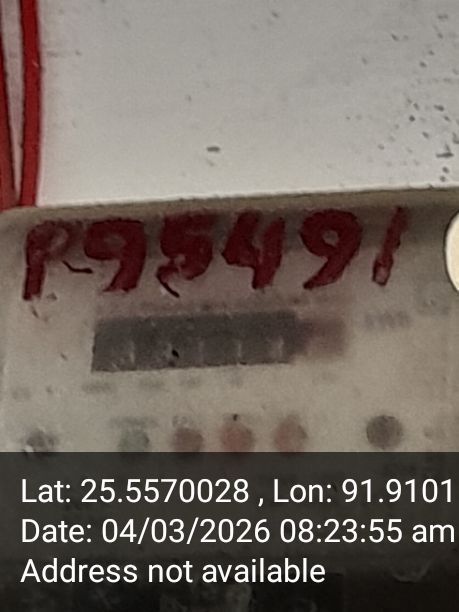 P95491
Lat: 25.5570028 , Lon: 91.9101
Date: 04/03/2026 08:23:55 am
Address not available